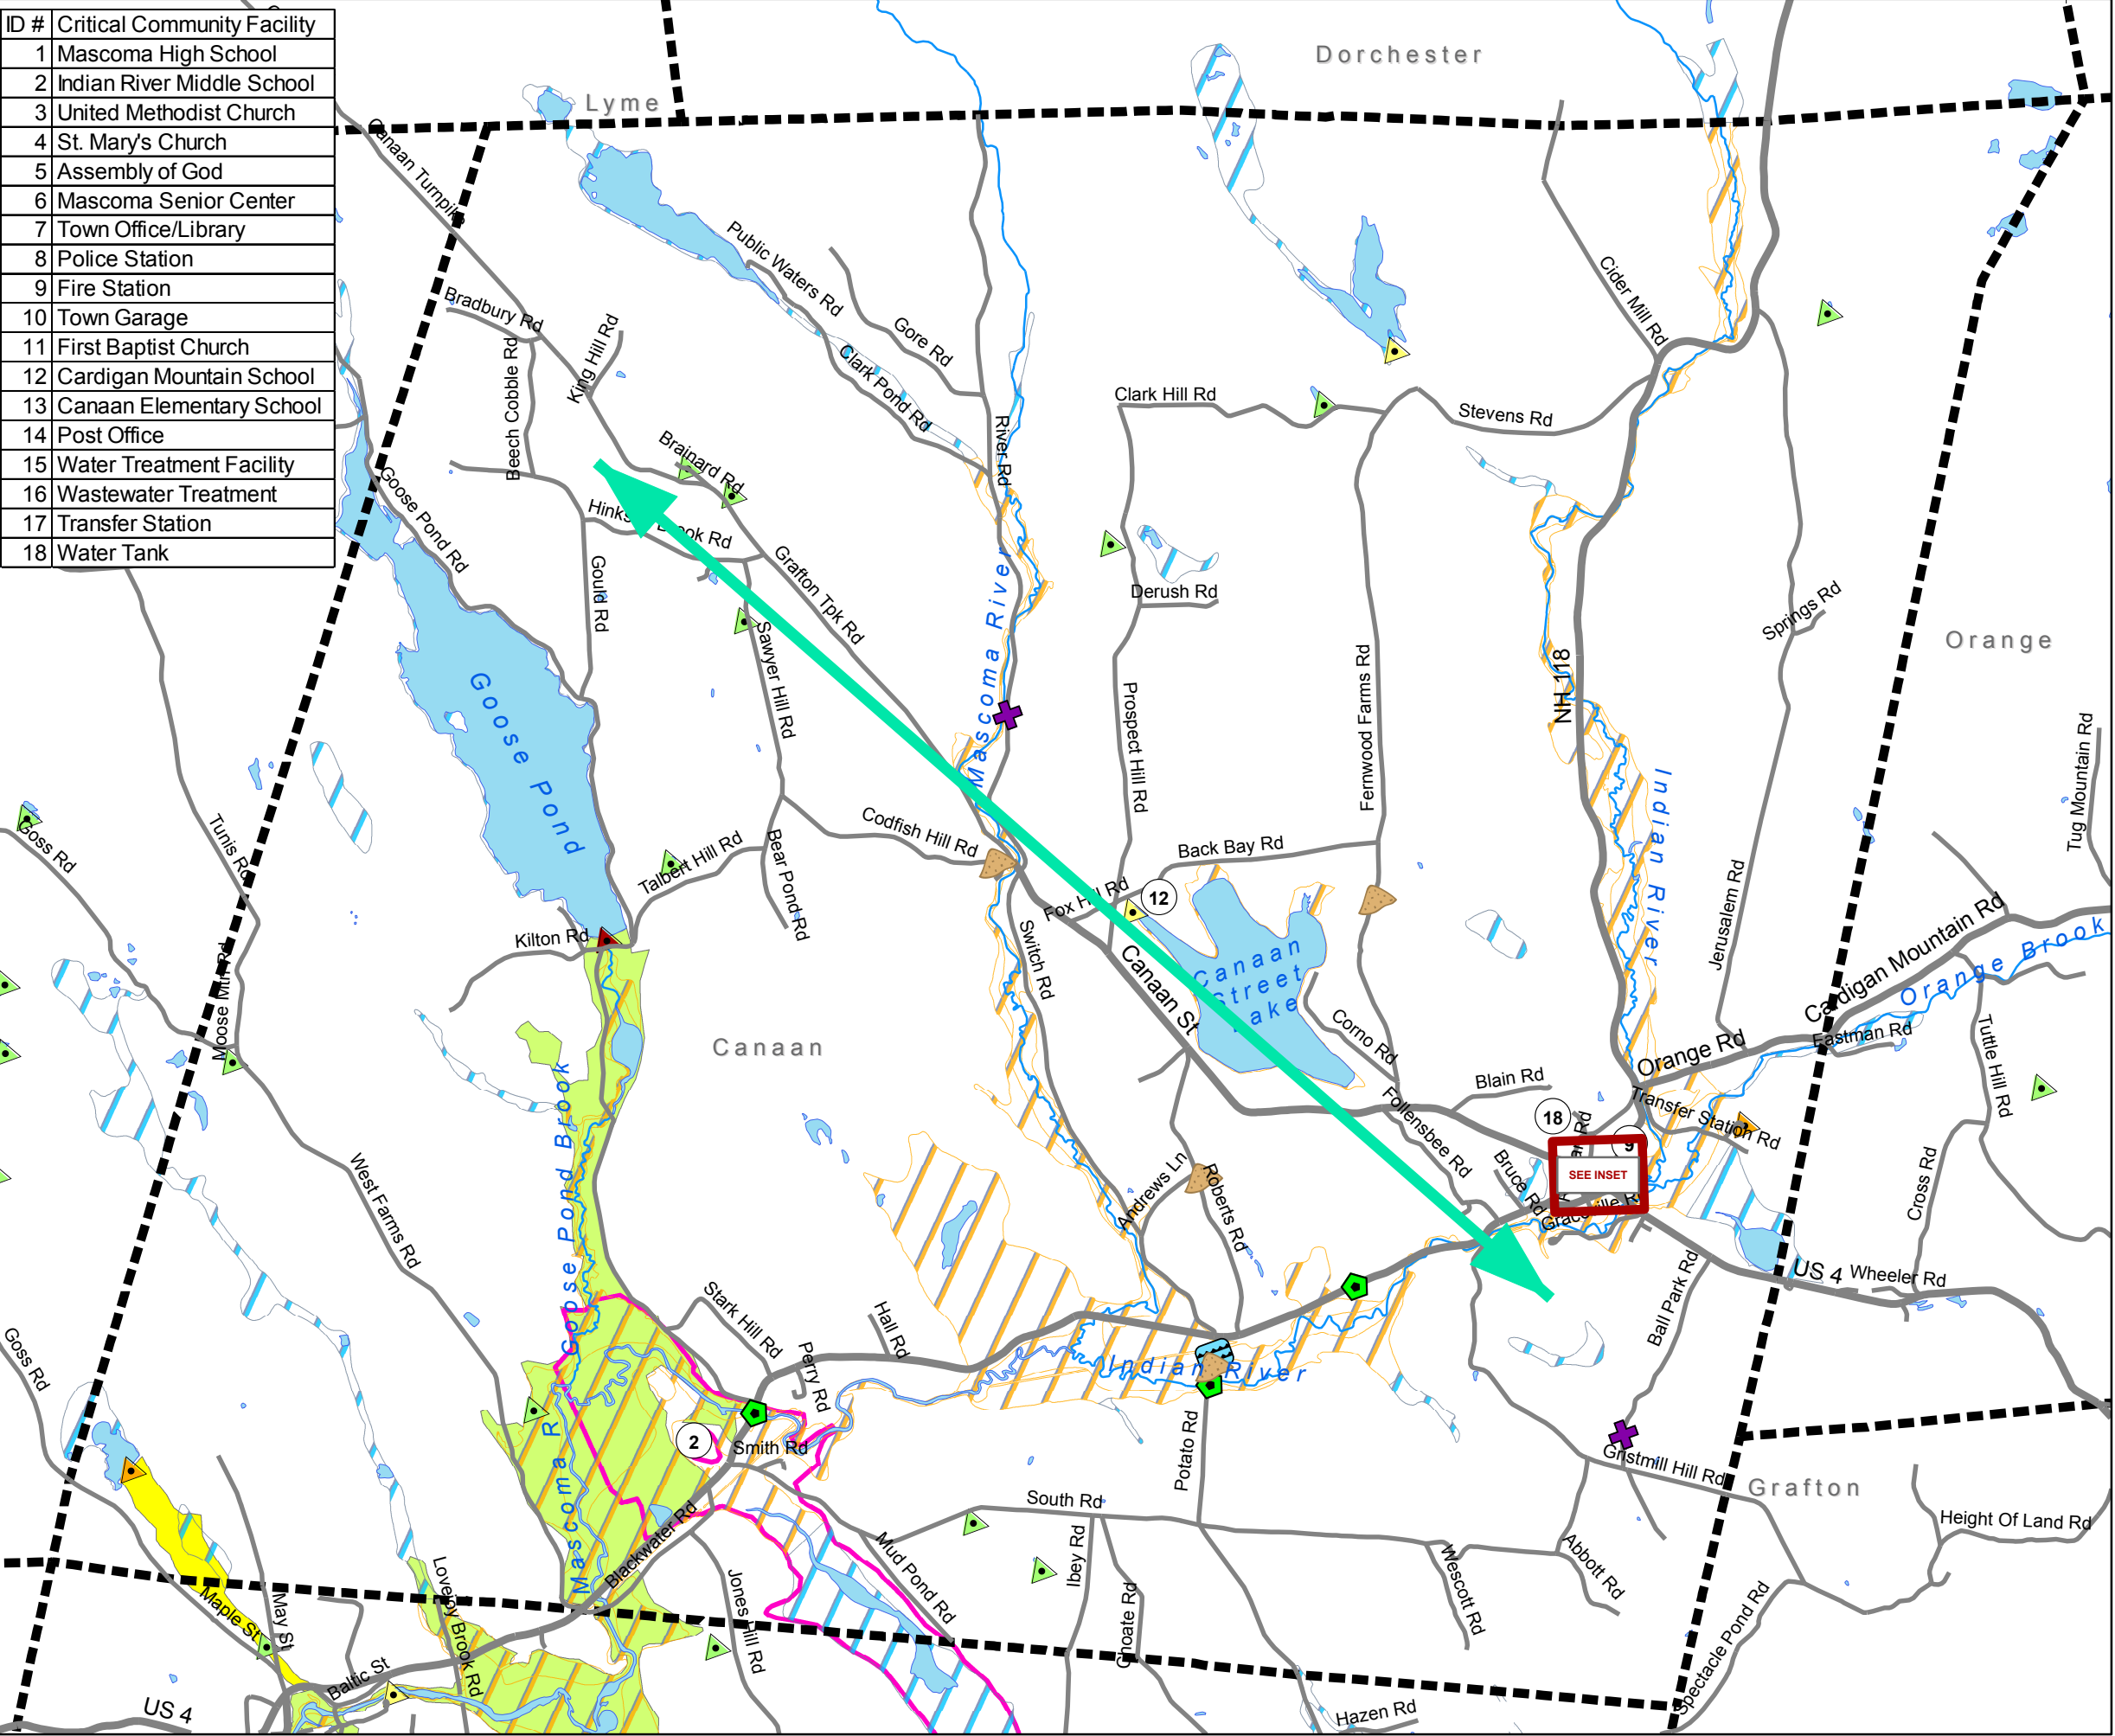 ID # Critical Community Facility
1 Mascoma High School
2 Indian River Middle School
3 United Methodist Church
4 St. Mary's Church
5 Assembly of God
6 Mascoma Senior Center
7 Town Office/Library
8 Police Station
9 Fire Station
10 Town Garage
11 First Baptist Church
12 Cardigan Mountain School
13 Canaan Elementary School
14 Post Office
15 Water Treatment Facility
16 Wastewater Treatment
17 Transfer Station
18 Water Tank
Dorchester
Lyme
Canaan Turnpike
Public Waters Rd
Bradbury Rd
Gore Rd
Cider Mill Rd
King Hill Rd
Beech Cobble Rd
Clark Pond Rd
Clark Hill Rd
Stevens Rd
River Rd
Brainard Rd
Goose Pond Rd
Hinks
ok Rd
Gould Rd
Grafton Tpk Rd
Derush Rd
Springs Rd
Orange
Sawyer Hill Rd
Mascoma River
Goose Pond
Prospect Hill Rd
Fernwood Farms Rd
NH 118
Indian River
Tug Mountain Rd
Goss Rd
Tunis Rd
Codfish Hill Rd
Talbert Hill Rd
Bear Pond Rd
Back Bay Rd
Jerusalem Rd
Fox Hill Rd
12
Kilton Rd
Switch Rd
Canaan St
Canaan
Street
Lake
Cardigan Mountain Rd
Orange Brook
Moose Mtn Rd
Canaan
Corno Rd
Orange Rd
Eastman Rd
Tuttle Hill Rd
Blain Rd
Follensbee Rd
18
Transfer Station Rd
9
SEE INSET
Goose Pond Brook
West Farms Rd
Andrews Ln
Roberts Rd
Bruce Rd
Cross Rd
Ball Park Rd
US 4
Wheeler Rd
Stark Hill Rd
Hall Rd
Perry Rd
Indian River
Goss Rd
Mascoma R
2
Smith Rd
Potato Rd
Gristmill Hill Rd
Grafton
South Rd
Height Of Land Rd
Blackwater Rd
Mud Pond Rd
Ibey Rd
Choate Rd
Wescott Rd
Abbott Rd
Maple St
May St
Lovejoy Brook Rd
Jones Hill Rd
Spectacle Pond Rd
Baltic St
US 4
Hazen Rd